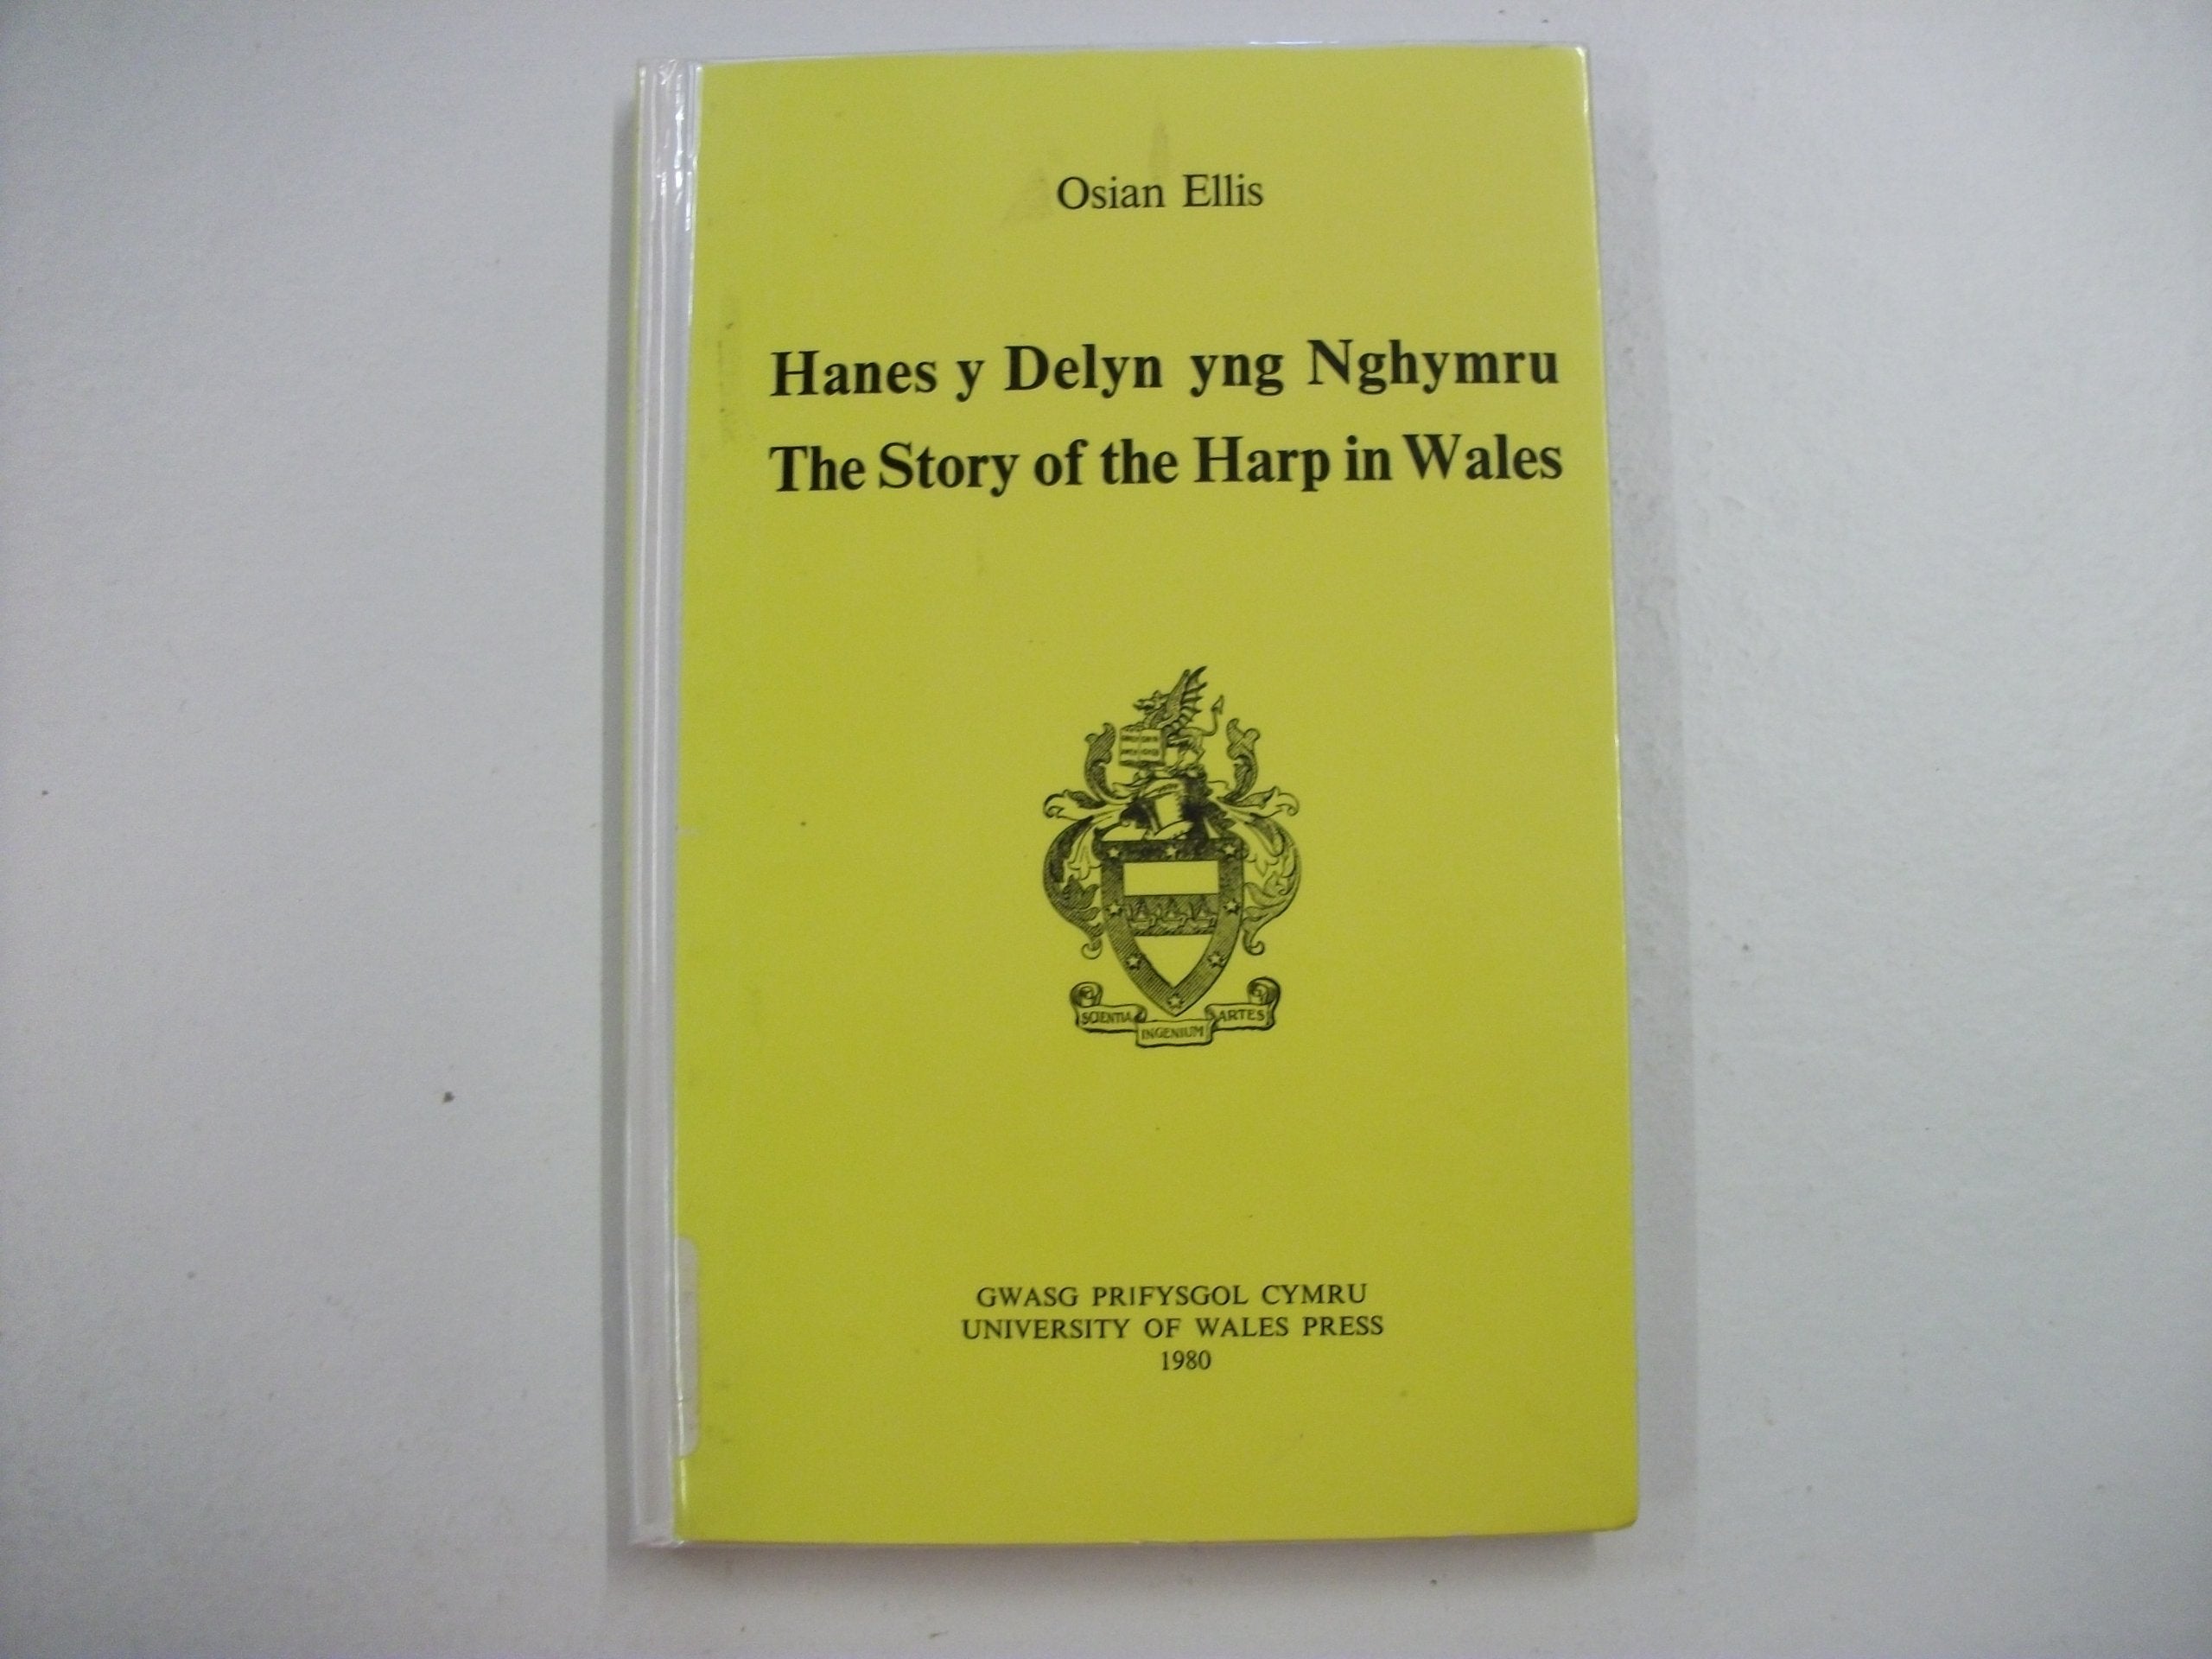 Osian Ellis
Hanes y Delyn yng Nghymru
The Story of the Harp in Wales
SCIENTIA INGENIUM ARTES
GWASG PRIFYSGOL CYMRU
UNIVERSITY OF WALES PRESS
1980